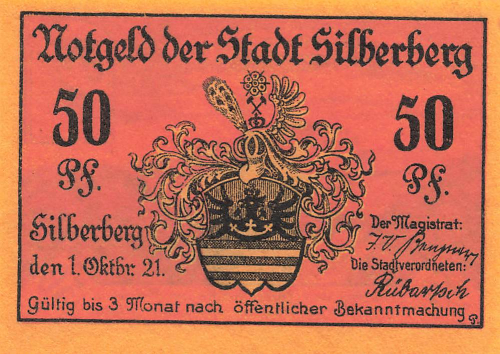 Notgeld der Stadt Silberberg
50 Pf.
50 Pf.
Silberberg
den 1. Oktbr. 21.
Der Magistrat:
Die Stadtverordneten:
Rübartsch
Gültig bis 3 Monat nach öffentlicher Bekanntmachung